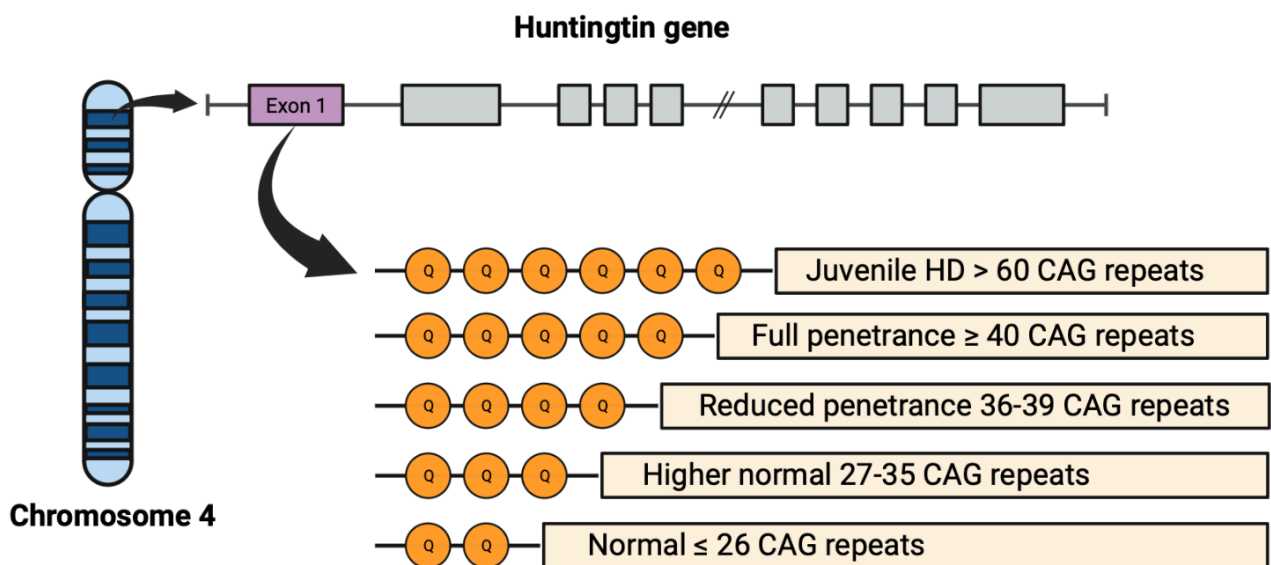 Huntingtin gene
Exon 1
Q Q Q Q Q Q Juvenile HD > 60 CAG repeats
Q Q Q Q Q Full penetrance ≥ 40 CAG repeats
Q Q Q Q Reduced penetrance 36-39 CAG repeats
Q Q Q Higher normal 27-35 CAG repeats
Chromosome 4
Q Q Normal ≤ 26 CAG repeats